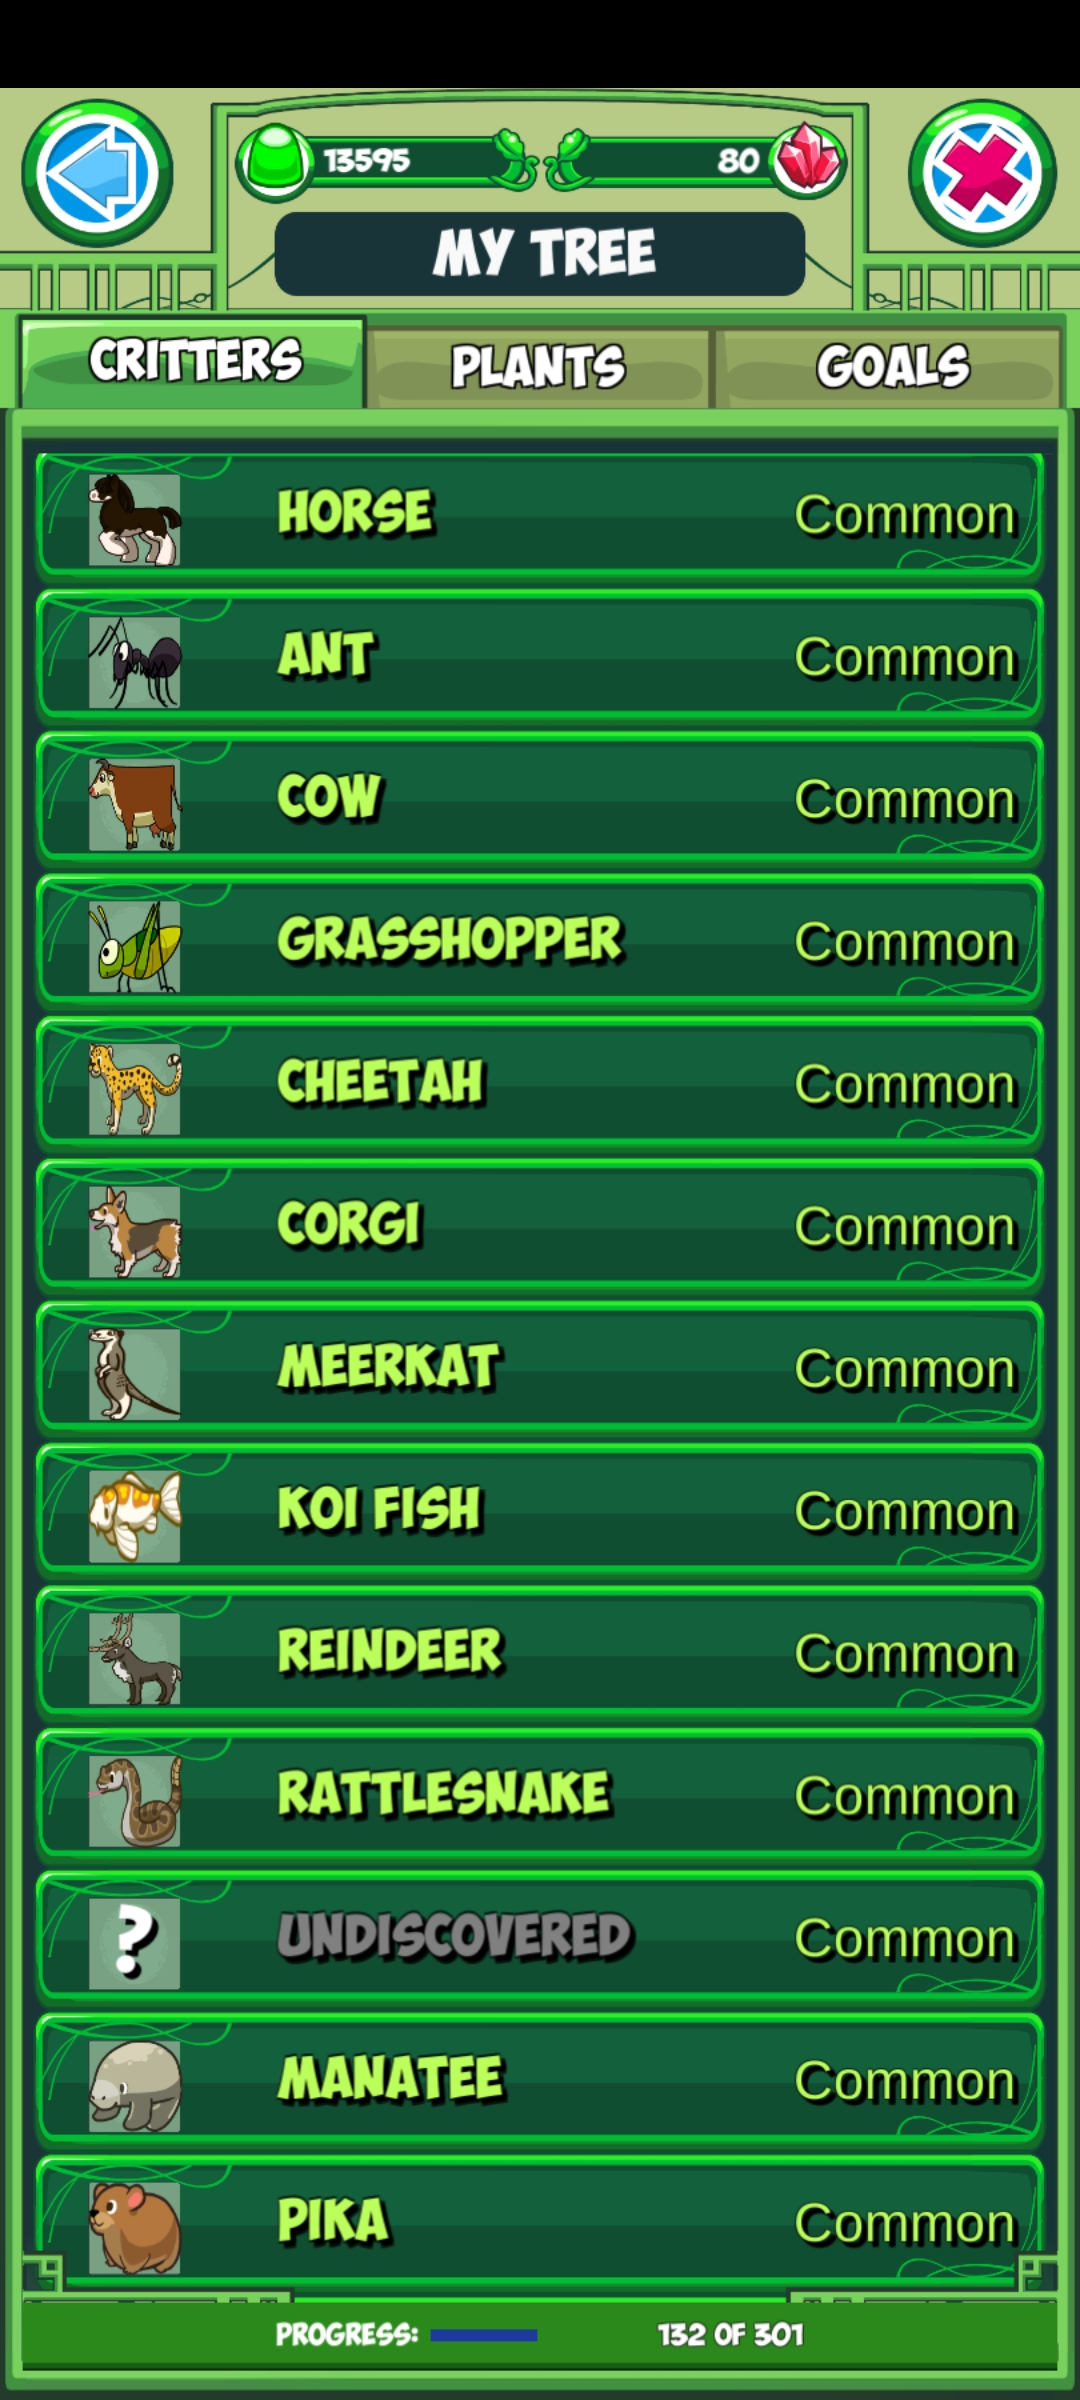 13595
80
MY TREE
CRITTERS PLANTS GOALS
HORSE Common
ANT Common
COW Common
GRASSHOPPER Common
CHEETAH Common
CORGI Common
MEERKAT Common
KOI FISH Common
REINDEER Common
RATTLESNAKE Common
? UNDISCOVERED Common
MANATEE Common
PIKA Common
PROGRESS: 132 OF 301